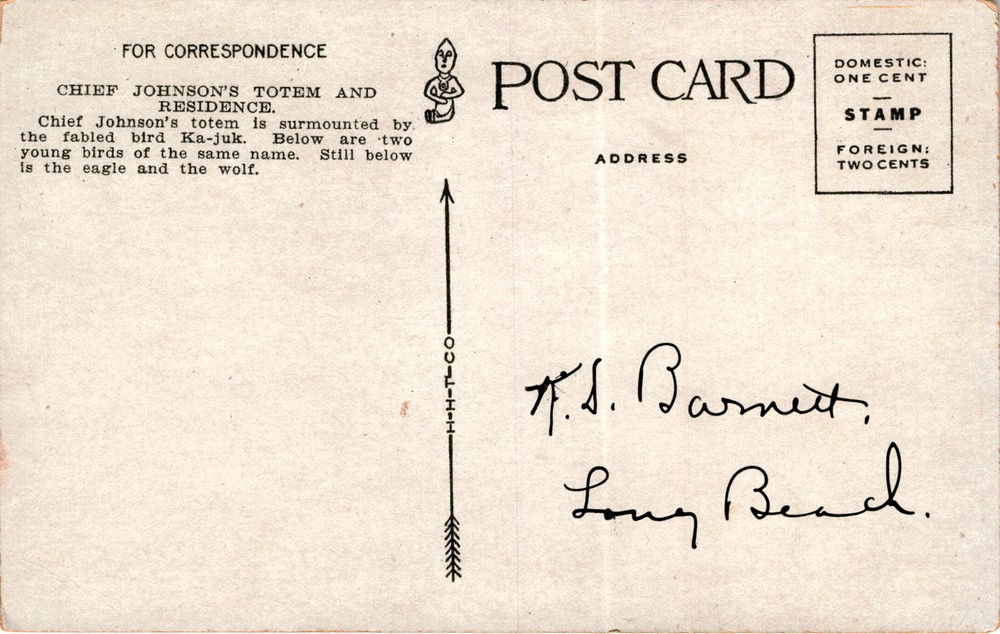 FOR CORRESPONDENCE
CHIEF JOHNSON'S TOTEM AND
RESIDENCE.
Chief Johnson's totem is surmounted by
the fabled bird Ka-juk. Below are two
young birds of the same name. Still below
is the eagle and the wolf.
H-H-T-CO
POST CARD
ADDRESS
DOMESTIC:
ONE CENT
STAMP
FOREIGN:
TWO CENTS
K. S. Barnett,
Long Beach.